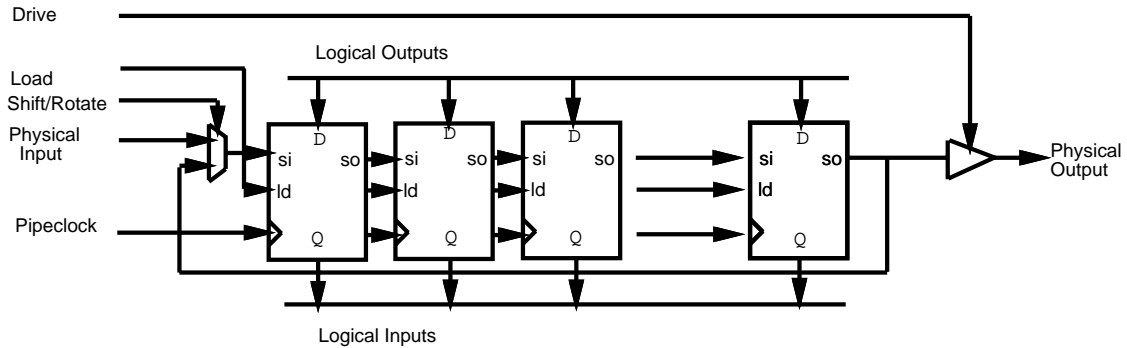 Drive
Logical Outputs
Load
Shift/Rotate
Physical
Input
D
D
D
D
si
so
si
so
si
so
si
so
Physical
Output
ld
ld
ld
ld
Pipeclock
Q
Q
Q
Q
Logical Inputs